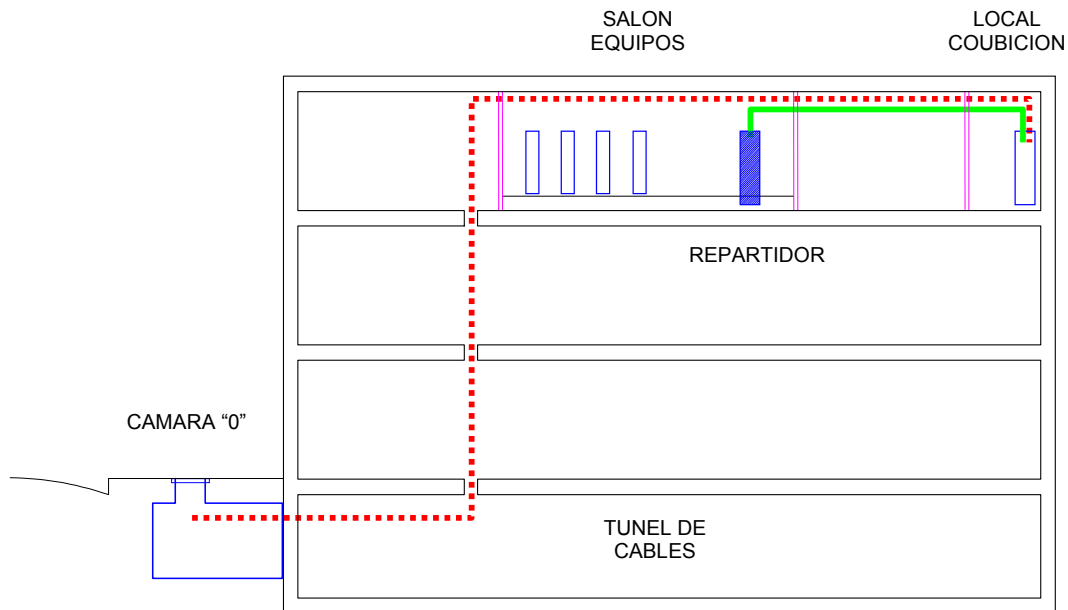 SALON
EQUIPOS
LOCAL
COUBICION
REPARTIDOR
CAMARA “0”
TUNEL DE
CABLES